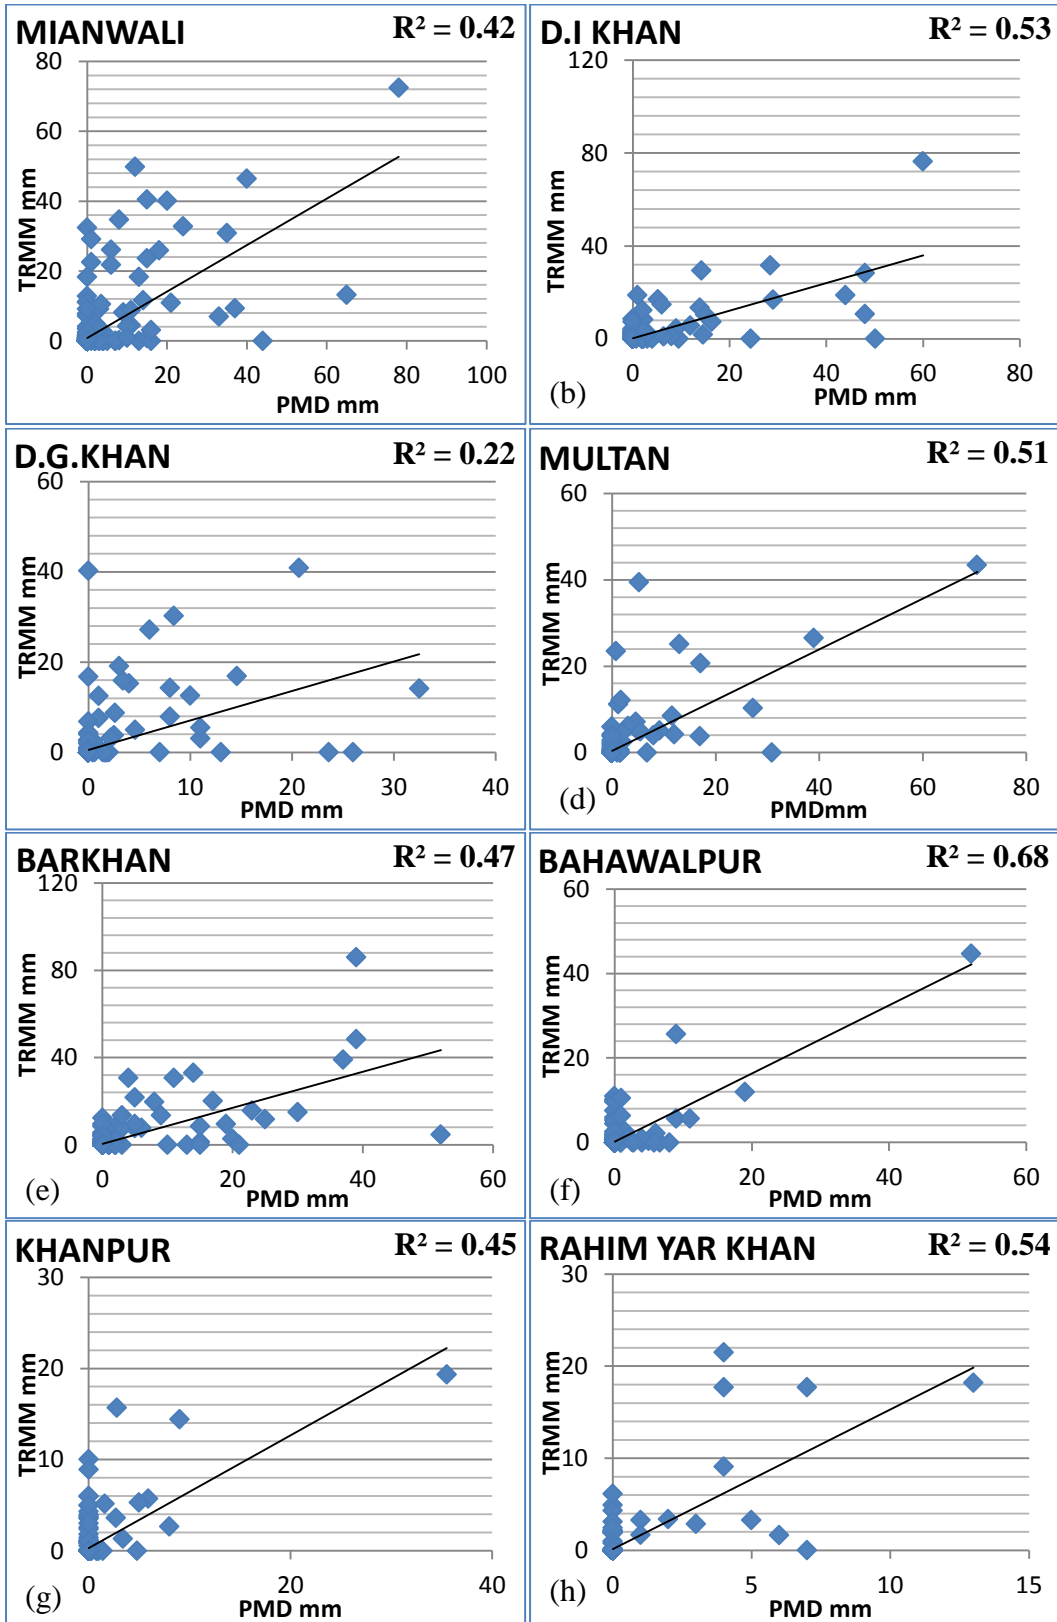 MIANWALI R² = 0.42
80
60
40
20
0
TRMM mm
0 20 40 60 80 100
PMD mm
D.I KHAN R² = 0.53
120
80
40
0
TRMM mm
0 20 40 60 80
(b) PMD mm
D.G.KHAN R² = 0.22
60
40
20
0
TRMM mm
0 10 20 30 40
PMD mm
MULTAN R² = 0.51
60
40
20
0
TRMM mm
0 20 40 60 80
(d) PMDmm
BARKHAN R² = 0.47
120
80
40
0
TRMM mm
0 20 40 60
(e) PMD mm
BAHAWALPUR R² = 0.68
60
40
20
0
TRMM mm
0 20 40 60
(f) PMD mm
KHANPUR R² = 0.45
30
20
10
0
TRMM mm
0 20 40
(g) PMD mm
RAHIM YAR KHAN R² = 0.54
30
20
10
0
TRMM mm
0 5 10 15
(h) PMD mm